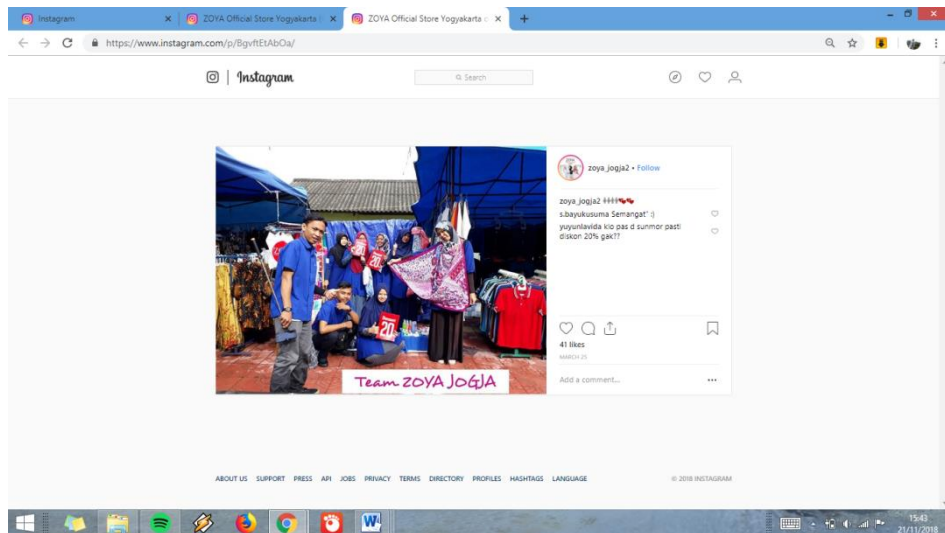 Instagram
ZOYA Official Store Yogyakarta
ZOYA Official Store Yogyakarta
https://www.instagram.com/p/BgvftEtAbOa/
Instagram
Search
zoya_jogja2 • Follow
zoya_jogja2
s.bayukusuma Semangat" :)
yuyunlavida klo pas d sunmor pasti
diskon 20% gak??
20
20
20
Team ZOYA JOGJA
41 likes
MARCH 25
Add a comment...
ABOUT US SUPPORT PRESS API JOBS PRIVACY TERMS DIRECTORY PROFILES HASHTAGS LANGUAGE
© 2018 INSTAGRAM
W
15:43
21/11/2018